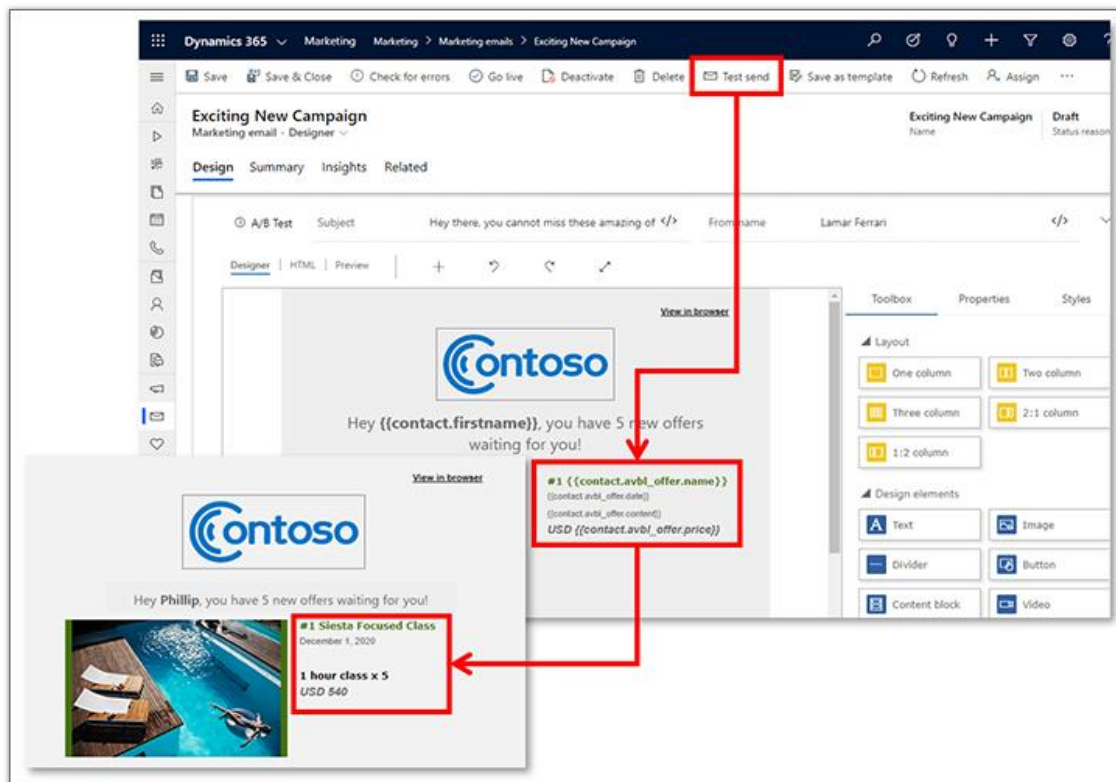 Dynamics 365 Marketing Marketing > Marketing emails > Exciting New Campaign
Save Save & Close Check for errors Go live Deactivate Delete Test send Save as template Refresh Assign ...
Exciting New Campaign
Marketing email - Designer
Exciting New Campaign
Name
Draft
Status reason
Design Summary Insights Related
A/B Test Subject Hey there, you cannot miss these amazing of </> From name Lamar Ferrari </>
Designer | HTML | Preview
View in browser
Contoso
Hey {{contact.firstname}}, you have 5 new offers
waiting for you!
#1 {{contact.avbl_offer.name}}
{{contact.avbl_offer.date}}
{{contact.avbl_offer.content}}
USD {{contact.avbl_offer.price}}
Toolbox Properties Styles
Layout
One column Two column
Three column 2:1 column
1:2 column
Design elements
A Text Image
Divider Button
Content block Video
View in browser
Contoso
Hey Phillip, you have 5 new offers waiting for you!
#1 Siesta Focused Class
December 1, 2020
1 hour class x 5
USD 540